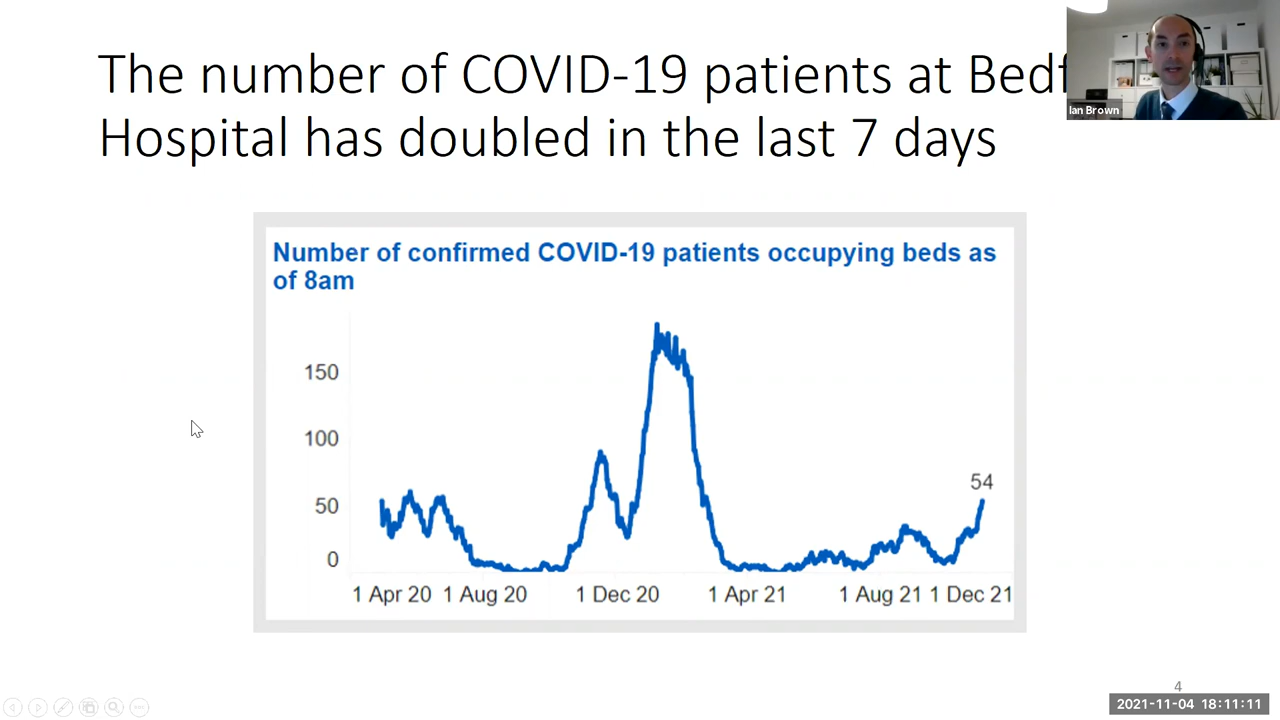 The number of COVID-19 patients at Bedf
Hospital has doubled in the last 7 days
Ian Brown
Number of confirmed COVID-19 patients occupying beds as
of 8am
150
100
50
0
54
1 Apr 20 1 Aug 20 1 Dec 20 1 Apr 21 1 Aug 21 1 Dec 21
4
2021-11-04 18:11:11